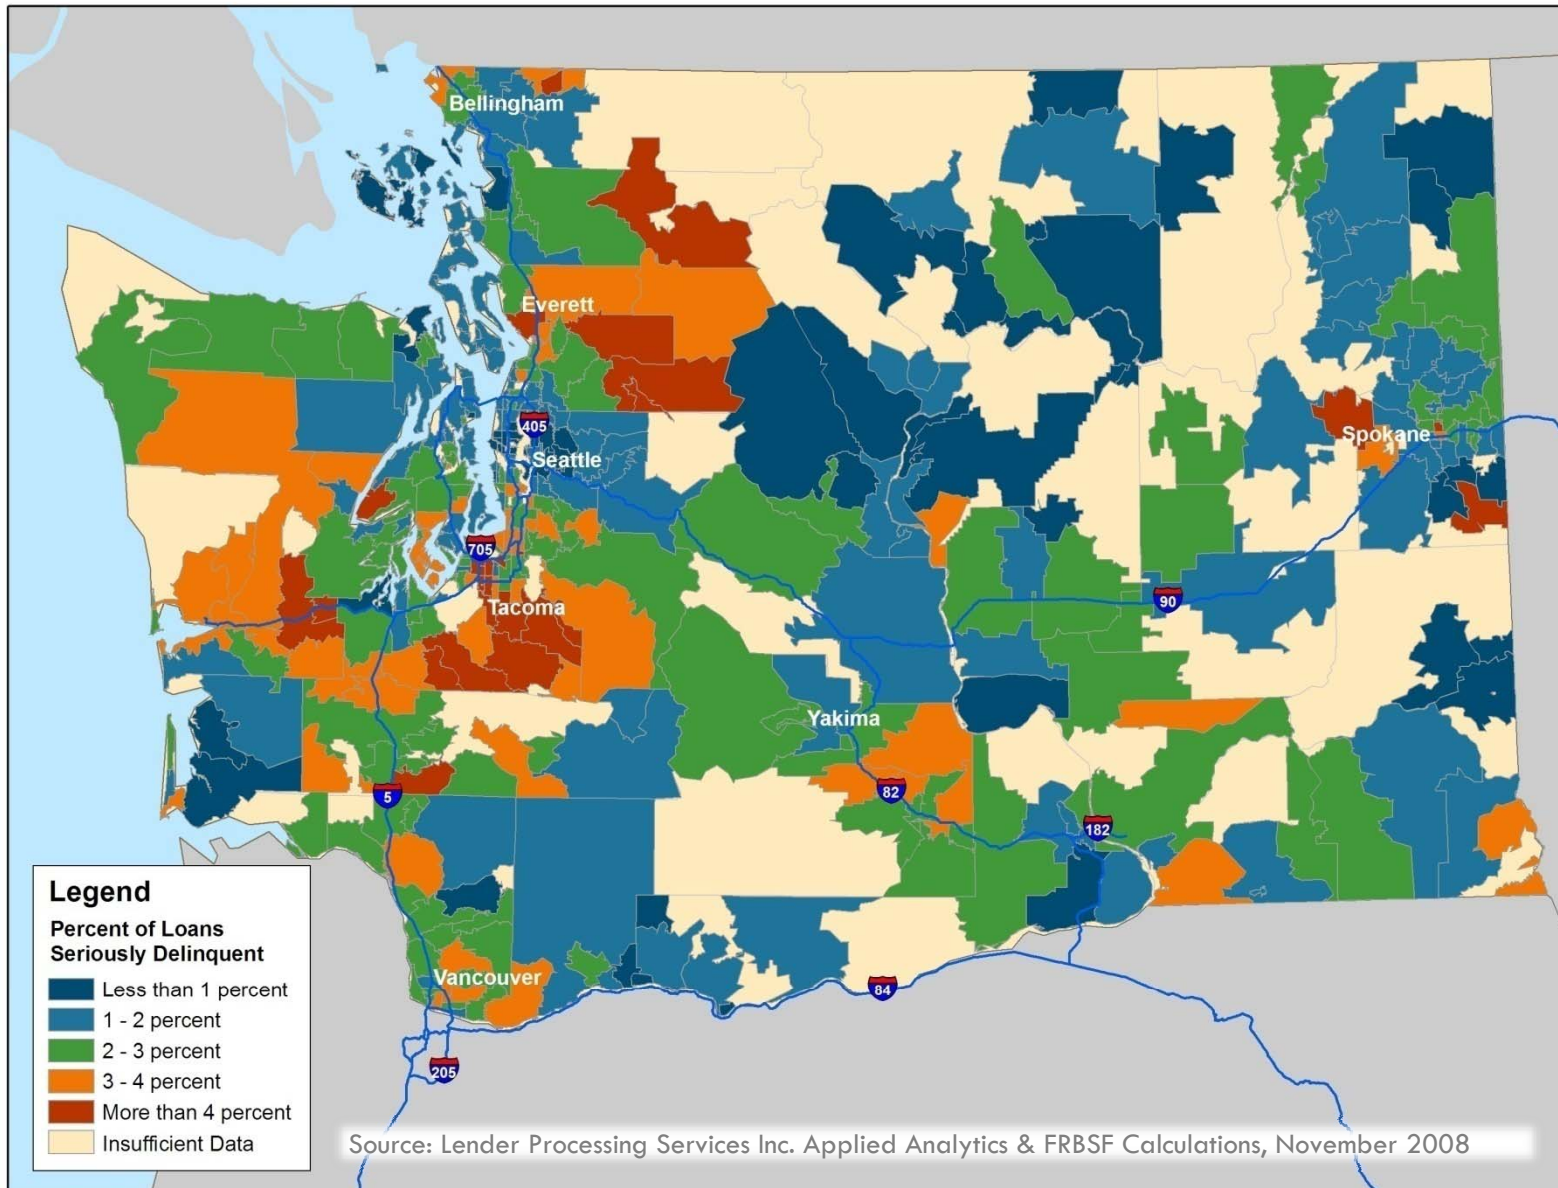 Bellingham
Everett
405
Seattle
Spokane
705
90
Tacoma
Yakima
82
5
182
Vancouver
84
205
Legend
Percent of Loans
Seriously Delinquent
Less than 1 percent
1 - 2 percent
2 - 3 percent
3 - 4 percent
More than 4 percent
Insufficient Data
Source: Lender Processing Services Inc. Applied Analytics & FRBSF Calculations, November 2008